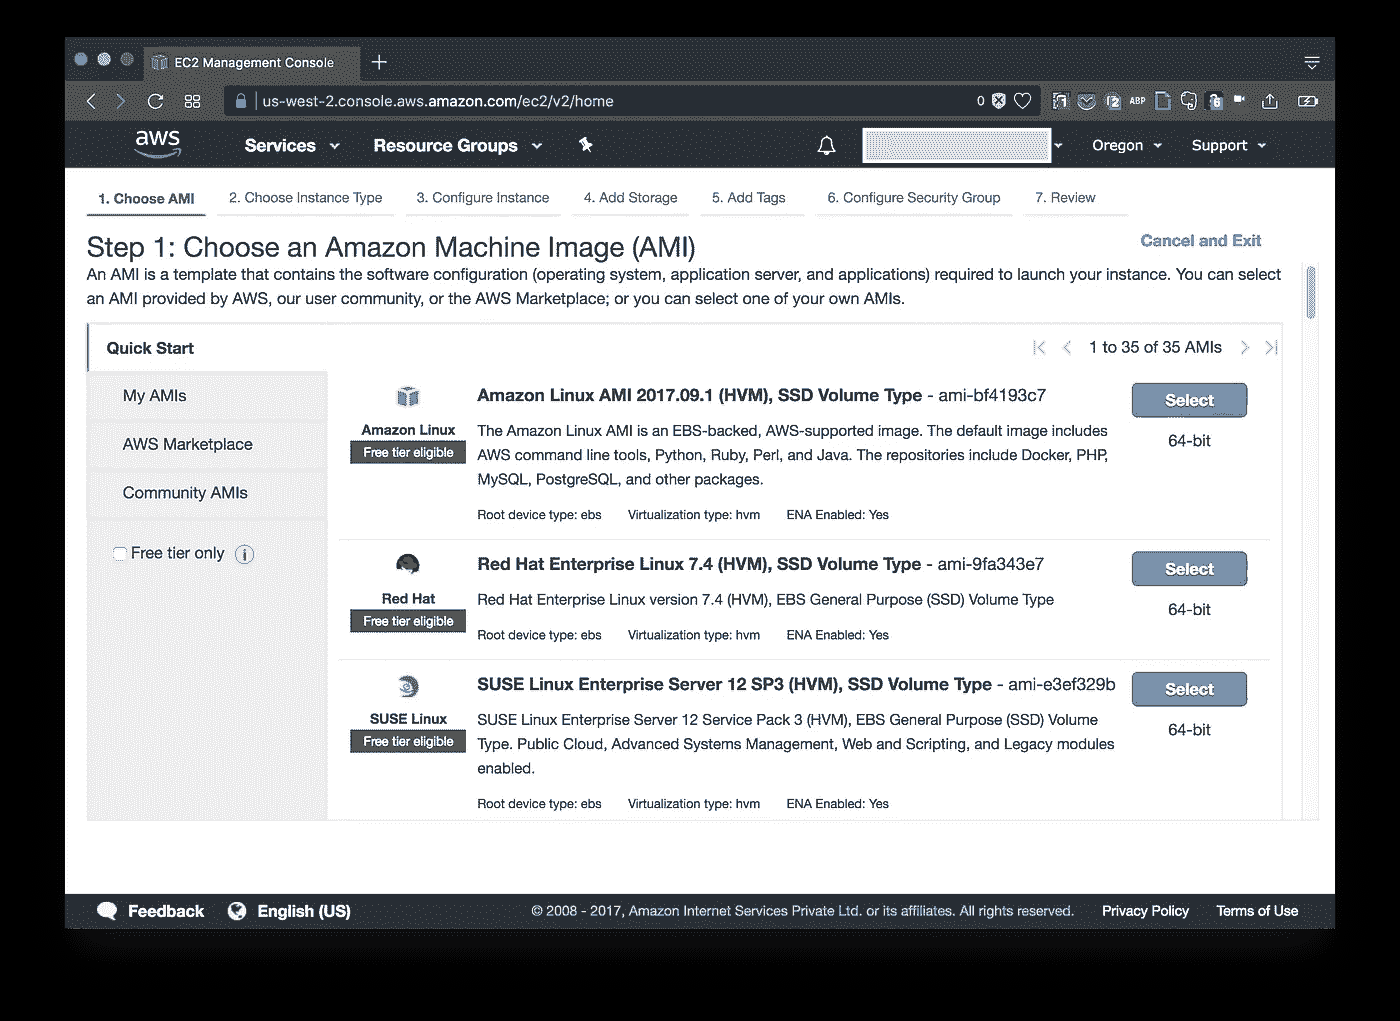 EC2 Management Console
us-west-2.console.aws.amazon.com/ec2/v2/home
0
ABP
aws
Services
Resource Groups
Oregon
Support
1. Choose AMI
2. Choose Instance Type
3. Configure Instance
4. Add Storage
5. Add Tags
6. Configure Security Group
7. Review
Step 1: Choose an Amazon Machine Image (AMI)
Cancel and Exit
An AMI is a template that contains the software configuration (operating system, application server, and applications) required to launch your instance. You can select
an AMI provided by AWS, our user community, or the AWS Marketplace; or you can select one of your own AMIs.
Quick Start
1 to 35 of 35 AMIs
My AMIs
AWS Marketplace
Community AMIs
Free tier only
Amazon Linux
Free tier eligible
Amazon Linux AMI 2017.09.1 (HVM), SSD Volume Type - ami-bf4193c7
The Amazon Linux AMI is an EBS-backed, AWS-supported image. The default image includes
AWS command line tools, Python, Ruby, Perl, and Java. The repositories include Docker, PHP,
MySQL, PostgreSQL, and other packages.
Root device type: ebs
Virtualization type: hvm
ENA Enabled: Yes
Select
64-bit
Red Hat
Free tier eligible
Red Hat Enterprise Linux 7.4 (HVM), SSD Volume Type - ami-9fa343e7
Red Hat Enterprise Linux version 7.4 (HVM), EBS General Purpose (SSD) Volume Type
Root device type: ebs
Virtualization type: hvm
ENA Enabled: Yes
Select
64-bit
SUSE Linux
Free tier eligible
SUSE Linux Enterprise Server 12 SP3 (HVM), SSD Volume Type - ami-e3ef329b
SUSE Linux Enterprise Server 12 Service Pack 3 (HVM), EBS General Purpose (SSD) Volume
Type. Public Cloud, Advanced Systems Management, Web and Scripting, and Legacy modules
enabled.
Root device type: ebs
Virtualization type: hvm
ENA Enabled: Yes
Select
64-bit
Feedback
English (US)
© 2008 - 2017, Amazon Internet Services Private Ltd. or its affiliates. All rights reserved.
Privacy Policy
Terms of Use